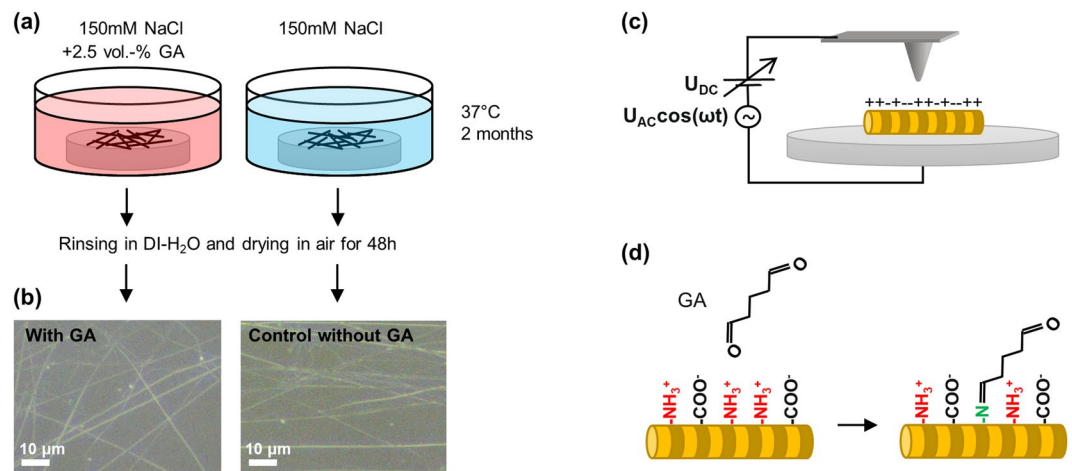 (a)
150mM NaCl
+2.5 vol.-% GA
150mM NaCl
37°C
2 months
Rinsing in DI-H₂O and drying in air for 48h
(b)
With GA
10 µm
Control without GA
10 µm
(c)
U_DC
U_ACcos(ωt)
~
++-+--++-+--++
(d)
GA
O
O
-NH₃⁺
-COO⁻
-NH₃⁺
-NH₃⁺
-COO⁻
O
-NH₃⁺
-COO⁻
-N
-NH₃⁺
-COO⁻